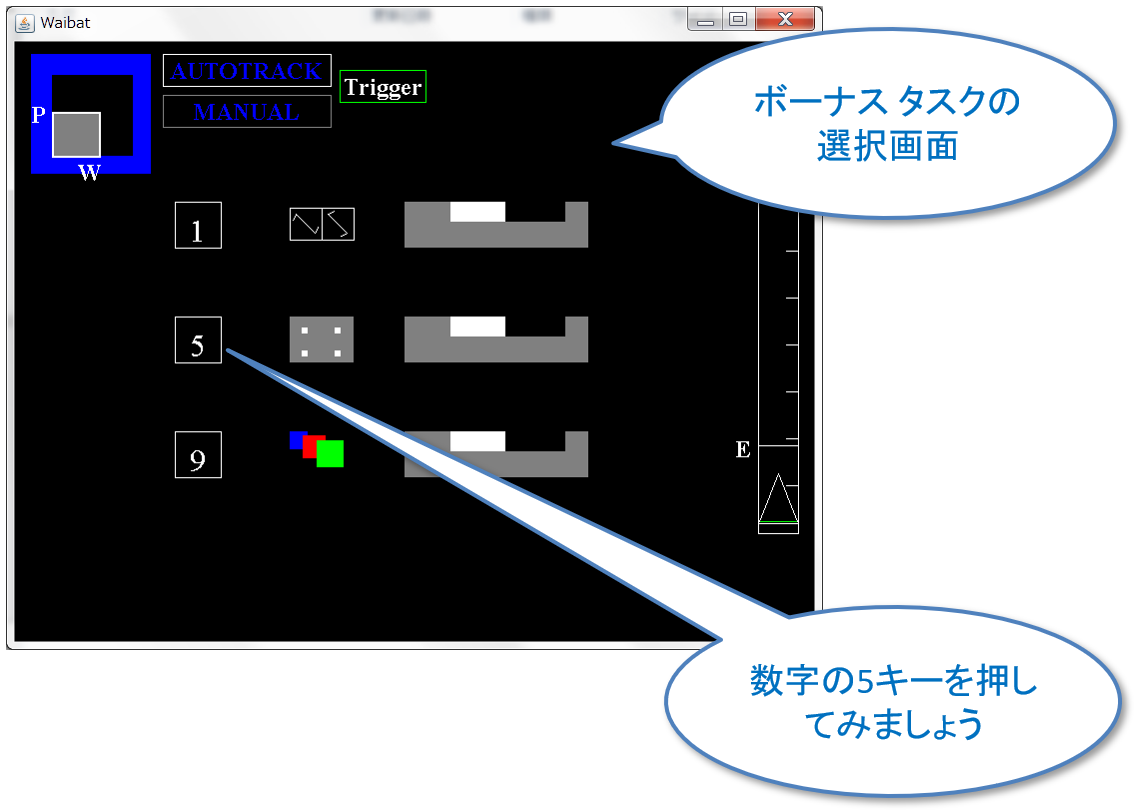 Waibat
AUTOTRACK
MANUAL
Trigger
P
W
ボーナス タスクの
選択画面
1
5
9
E
数字の5キーを押し
てみましょう